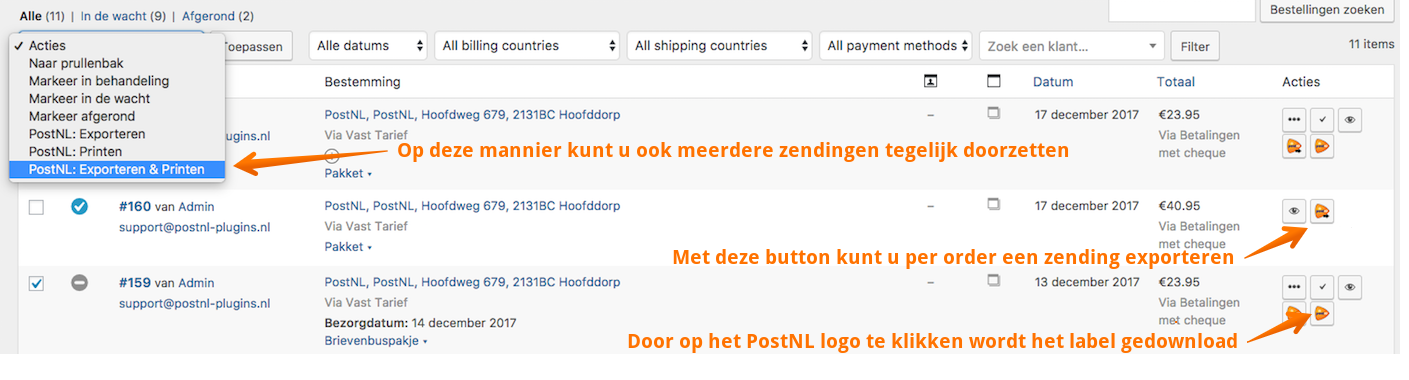 Alle (11) | In de wacht (9) | Afgerond (2)
Bestellingen zoeken
✓ Acties
Naar prullenbak
Markeer in behandeling
Markeer in de wacht
Markeer afgerond
PostNL: Exporteren
PostNL: Printen
PostNL: Exporteren & Printen
Toepassen
Alle datums
All billing countries
All shipping countries
All payment methods
Zoek een klant...
Filter
11 items
Bestemming
Datum
Totaal
Acties
PostNL, PostNL, Hoofdweg 679, 2131BC Hoofddorp
– 17 december 2017 €23.95
ugins.nl
Via Vast Tarief
Via Betalingen
met cheque
Pakket
Op deze mannier kunt u ook meerdere zendingen tegelijk doorzetten
#160 van Admin
support@postnl-plugins.nl
PostNL, PostNL, Hoofdweg 679, 2131BC Hoofddorp
Via Vast Tarief
Pakket
– 17 december 2017 €40.95
Via Betalingen
met cheque
Met deze button kunt u per order een zending exporteren
#159 van Admin
support@postnl-plugins.nl
PostNL, PostNL, Hoofdweg 679, 2131BC Hoofddorp
Via Vast Tarief
Bezorgdatum: 14 december 2017
Brievenbuspakje
– 13 december 2017 €23.95
Via Betalingen
met cheque
Door op het PostNL logo te klikken wordt het label gedownload